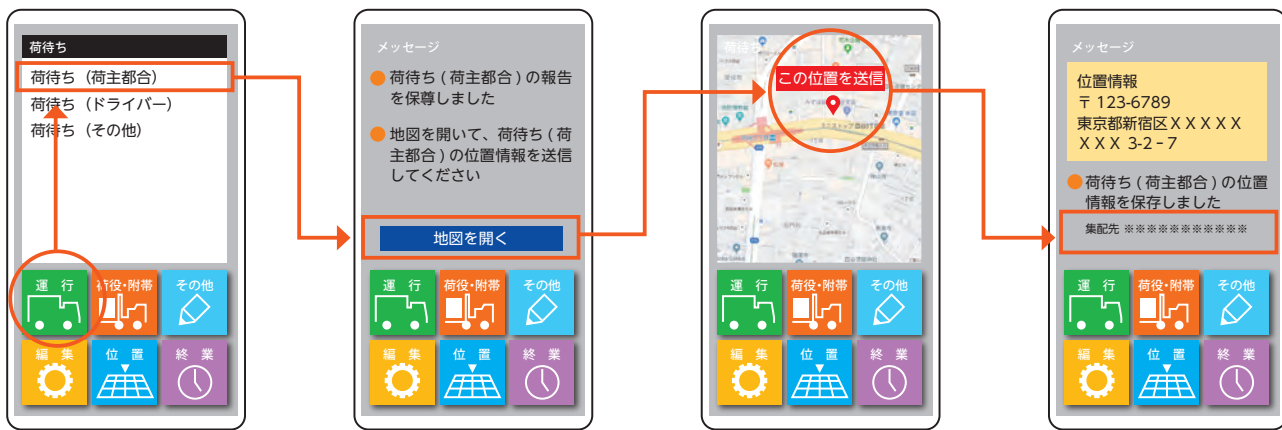 荷待ち
荷待ち（荷主都合）
荷待ち（ドライバー）
荷待ち（その他）
運 行
荷役・附帯
その他
編 集
位 置
終 業
メッセージ
荷待ち ( 荷主都合 ) の報告
を保尊しました
地図を開いて、荷待ち ( 荷
主都合 ) の位置情報を送信
してください
地図を開く
運 行
荷役・附帯
その他
編 集
位 置
終 業
荷待ち
この位置を送信
運 行
荷役・附帯
その他
編 集
位 置
終 業
メッセージ
位置情報
〒 123-6789
東京都新宿区ＸＸＸＸＸ
ＸＸＸ 3-2－7
荷待ち ( 荷主都合 ) の位置
情報を保存しました
集配先 ※※※※※※※※※※※
運 行
荷役・附帯
その他
編 集
位 置
終 業